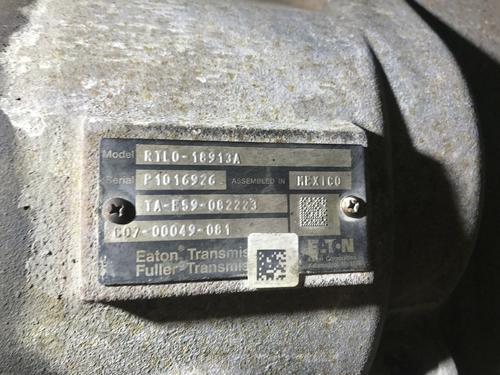 Model RTLO-18913A
Serial P1016926 ASSEMBLED IN MEXICO
TA-E59-082223
C07-00049-081
Eaton Transmis
Fuller Transmis
EATON